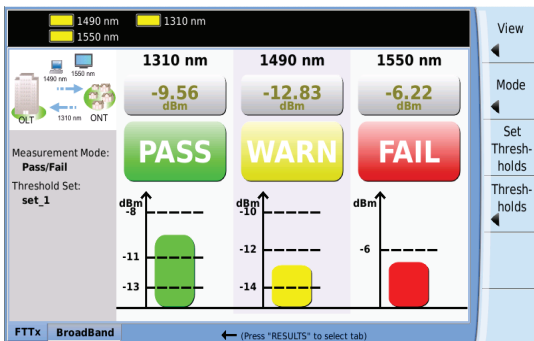 1490 nm 1310 nm
1550 nm
View
Mode
Set
Thresh-
holds
Thresh-
holds
1490 nm
1550 nm
1310 nm
OLT
ONT
Measurement Mode:
Pass/Fail
Threshold Set:
set_1
1310 nm
-9.56
dBm
PASS
dBm
-8
-11
-13
1490 nm
-12.83
dBm
WARN
dBm
-10
-12
-14
1550 nm
-6.22
dBm
FAIL
dBm
-6
FTTx BroadBand
(Press "RESULTS" to select tab)